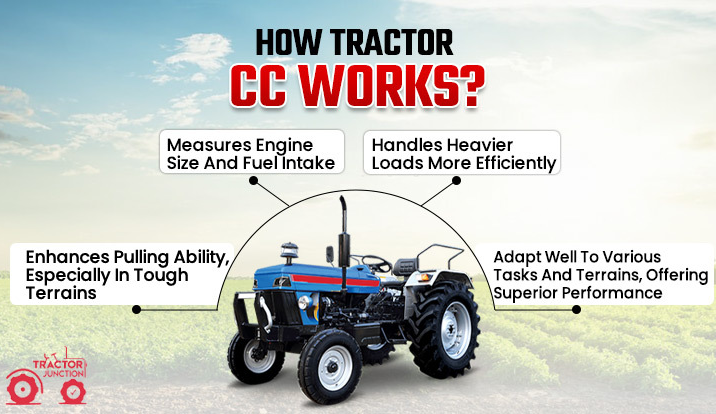 HOW TRACTOR
CC WORKS?
Measures Engine
Size And Fuel Intake
Handles Heavier
Loads More Efficiently
Enhances Pulling Ability,
Especially In Tough
Terrains
Adapt Well To Various
Tasks And Terrains, Offering
Superior Performance
TRACTOR
JUNCTION